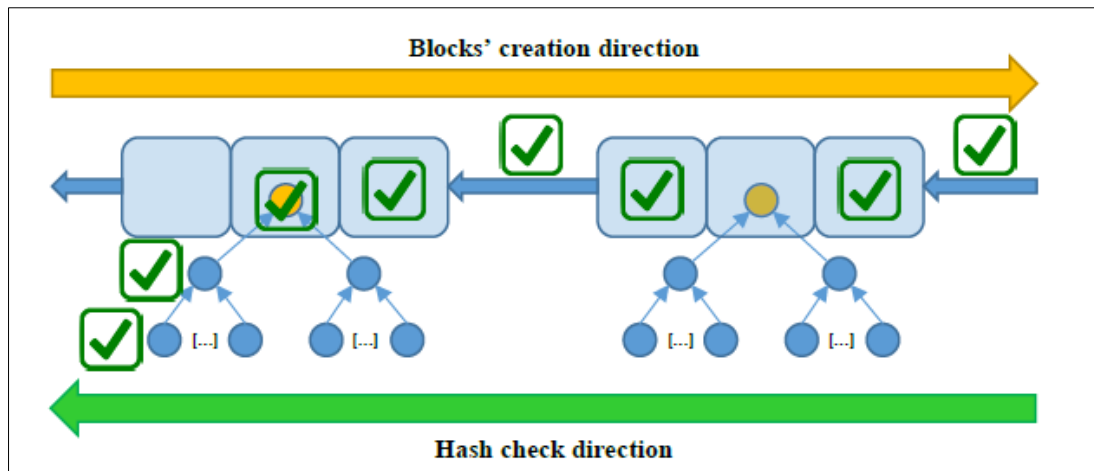 Blocks' creation direction
[...]
[...]
[...]
[...]
Hash check direction